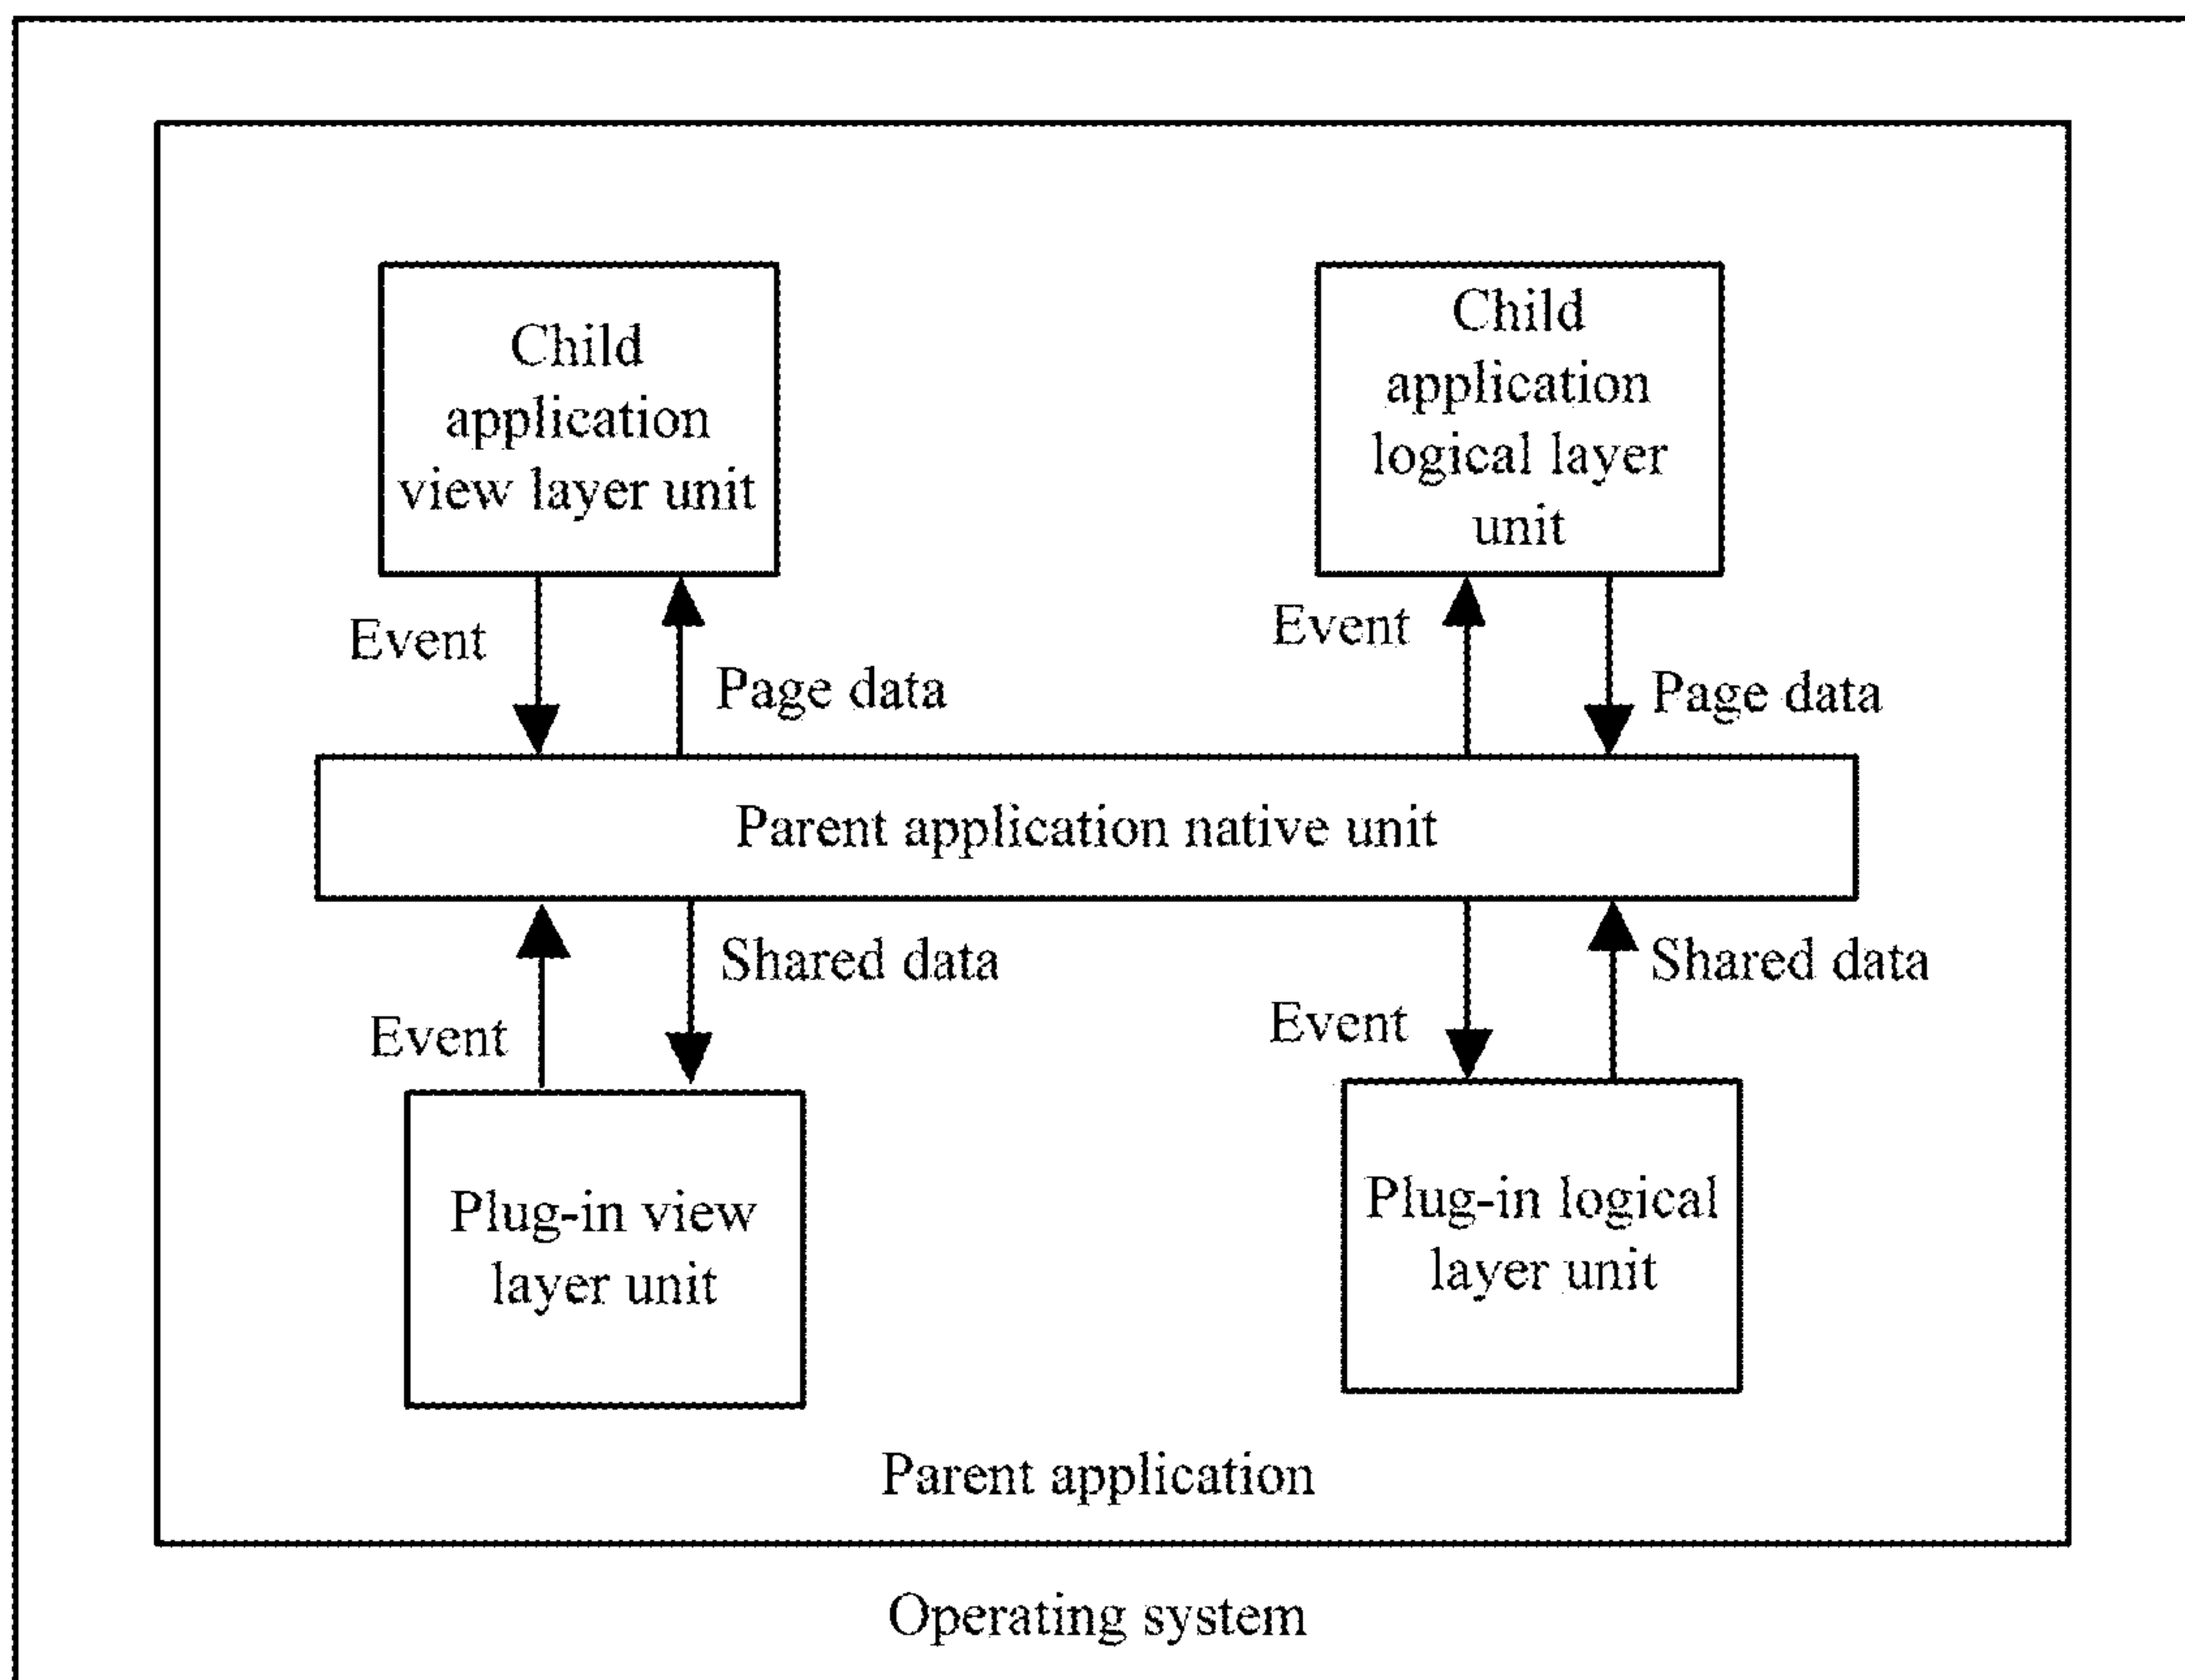 Child
application
view layer unit
Child
application
logical layer
unit
Event
Page data
Event
Page data
Parent application native unit
Event
Shared data
Event
Shared data
Plug-in view
layer unit
Plug-in logical
layer unit
Parent application
Operating system